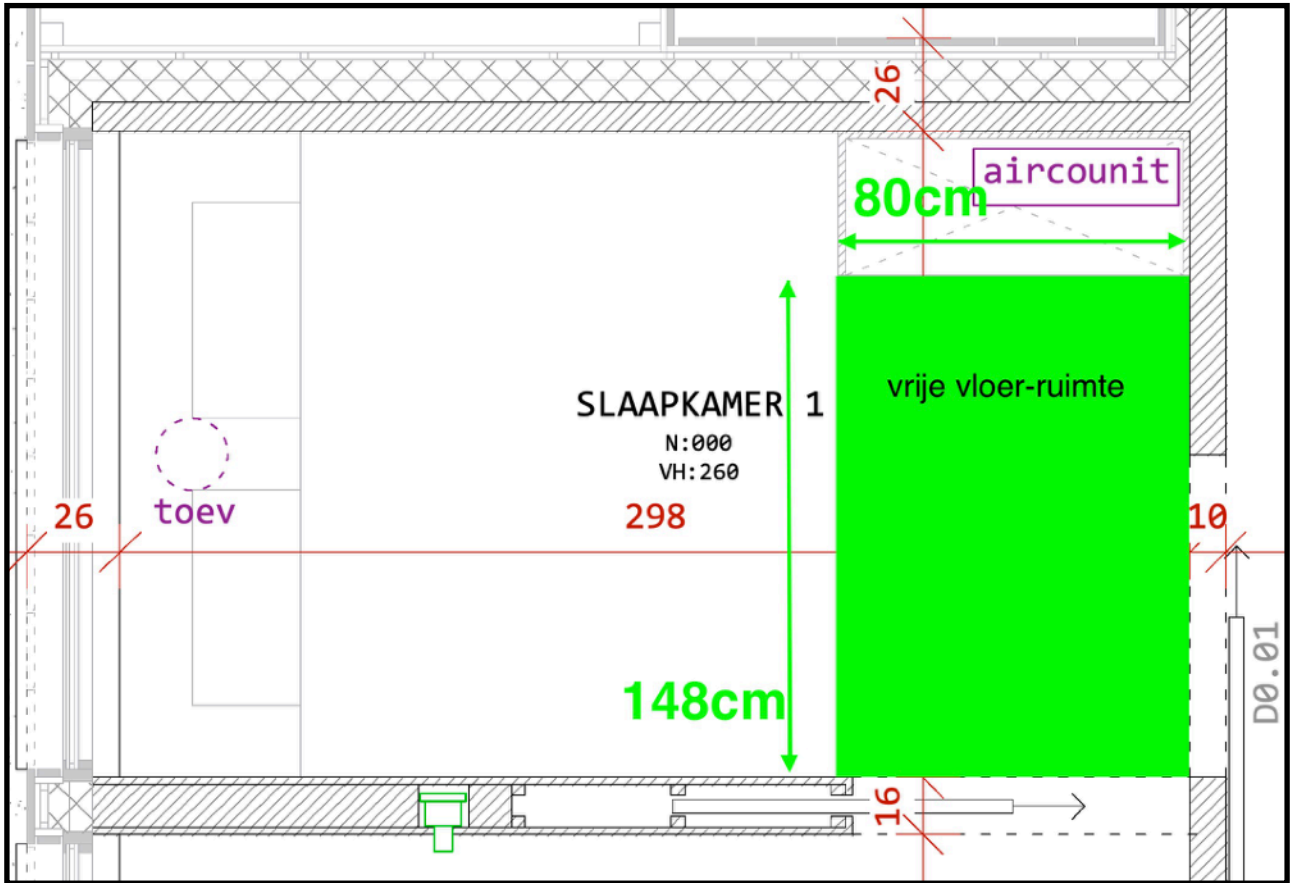 26
aircounit
80cm
vrije vloer-ruimte
SLAAPKAMER 1
N:000
VH:260
26
toev
298
10
148cm
D0.01
16